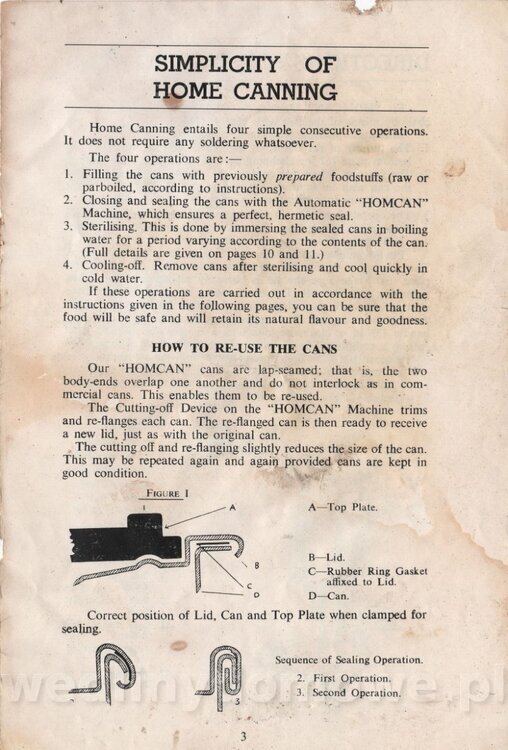 SIMPLICITY OF
HOME CANNING
Home Canning entails four simple consecutive operations.
It does not require any soldering whatsoever.
The four operations are :—
1. Filling the cans with previously prepared foodstuffs (raw or
parboiled, according to instructions).
2. Closing and sealing the cans with the Automatic "HOMCAN"
Machine, which ensures a perfect, hermetic seal.
3. Sterilising. This is done by immersing the sealed cans in boiling
water for a period varying according to the contents of the can.
(Full details are given on pages 10 and 11.)
4. Cooling-off. Remove cans after sterilising and cool quickly in
cold water.
If these operations are carried out in accordance with the
instructions given in the following pages, you can be sure that the
food will be safe and will retain its natural flavour and goodness.
HOW TO RE-USE THE CANS
Our "HOMCAN" cans are lap-seamed; that is, the two
body-ends overlap one another and do not interlock as in com-
mercial cans. This enables them to be re-used.
The Cutting-off Device on the "HOMCAN" Machine trims
and re-flanges each can. The re-flanged can is then ready to receive
a new lid, just as with the original can.
The cutting off and re-flanging slightly reduces the size of the can.
This may be repeated again and again provided cans are kept in
good condition.
FIGURE I
1
A
B
C
D
A—Top Plate.
B—Lid.
C—Rubber Ring Gasket
affixed to Lid.
D—Can.
Correct position of Lid, Can and Top Plate when clamped for
sealing.
2
3
Sequence of Sealing Operation.
2. First Operation.
3. Second Operation.
3